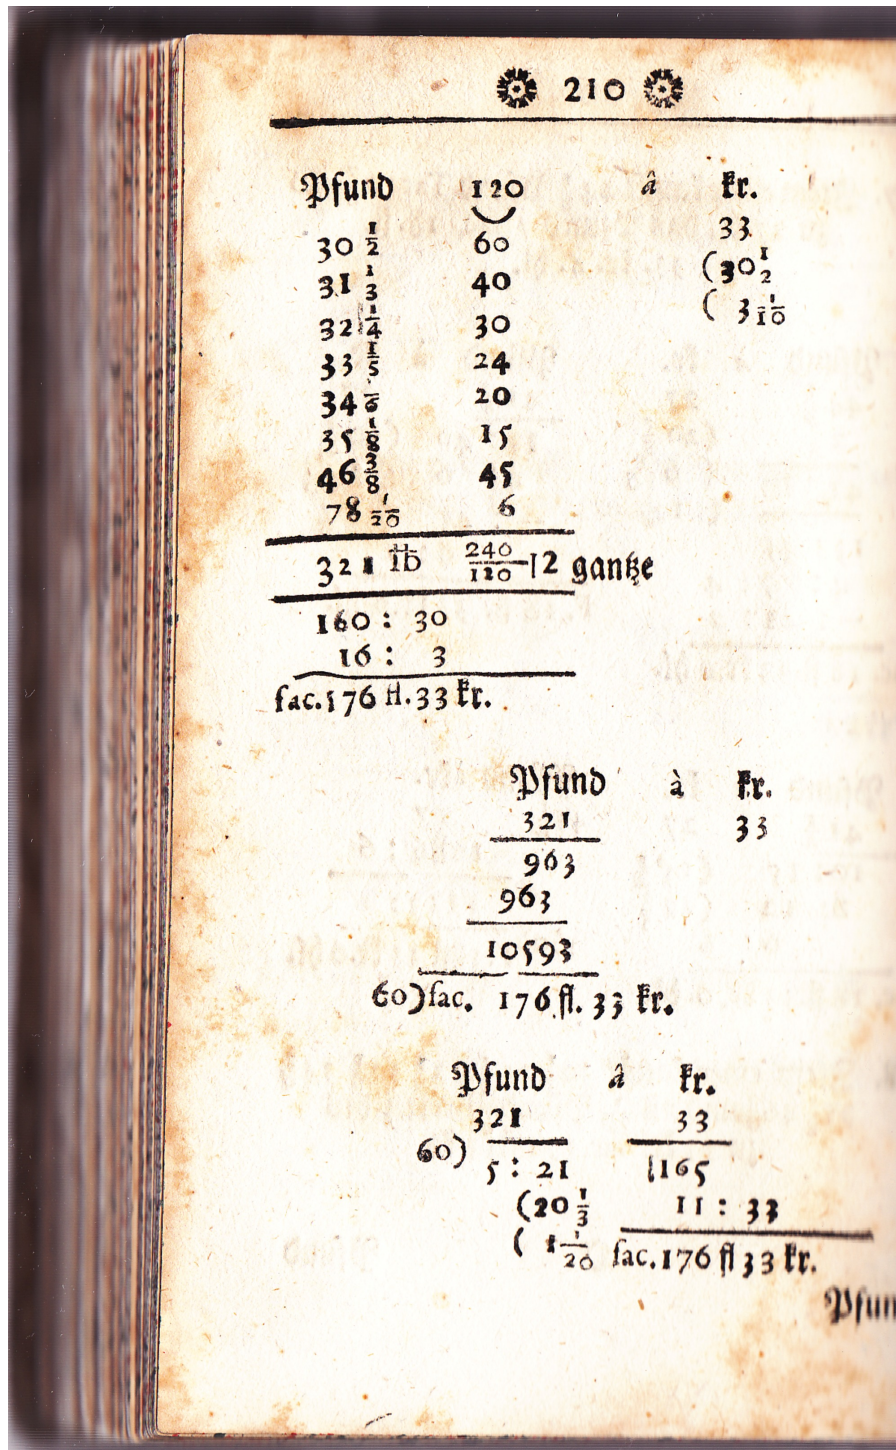 210
Pfund 120 â kr.
30 1/2 60 33
31 1/3 40 (30 1/2
32 1/4 30 ( 3 1/10
33 1/5 24
34 1/6 20
35 1/8 15
46 3/8 45
78 1/20 6
321 ℔ 240/120 |2 gantze
160 : 30
16 : 3
fac. 176 fl. 33 kr.
Pfund à kr.
321 33
963
963
10593
60) fac. 176 fl. 33 kr.
Pfund â kr.
321 33
60) 5 : 21 |165
(20 1/3 11 : 33
( 1 1/20 fac. 176 fl 33 kr.
Pfun